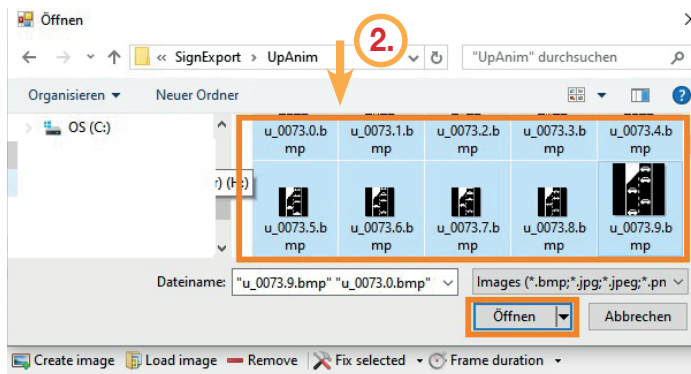 Öffnen
2.
« SignExport › UpAnim
"UpAnim" durchsuchen
Organisieren
Neuer Ordner
OS (C:)
r) (H:)
u_0073.0.b
mp
u_0073.1.b
mp
u_0073.2.b
mp
u_0073.3.b
mp
u_0073.4.b
mp
u_0073.5.b
mp
u_0073.6.b
mp
u_0073.7.b
mp
u_0073.8.b
mp
u_0073.9.b
mp
Dateiname: "u_0073.9.bmp" "u_0073.0.bmp"
Images (*.bmp;*.jpg;*.jpeg;*.pn
Öffnen
Abbrechen
Create image Load image Remove Fix selected Frame duration